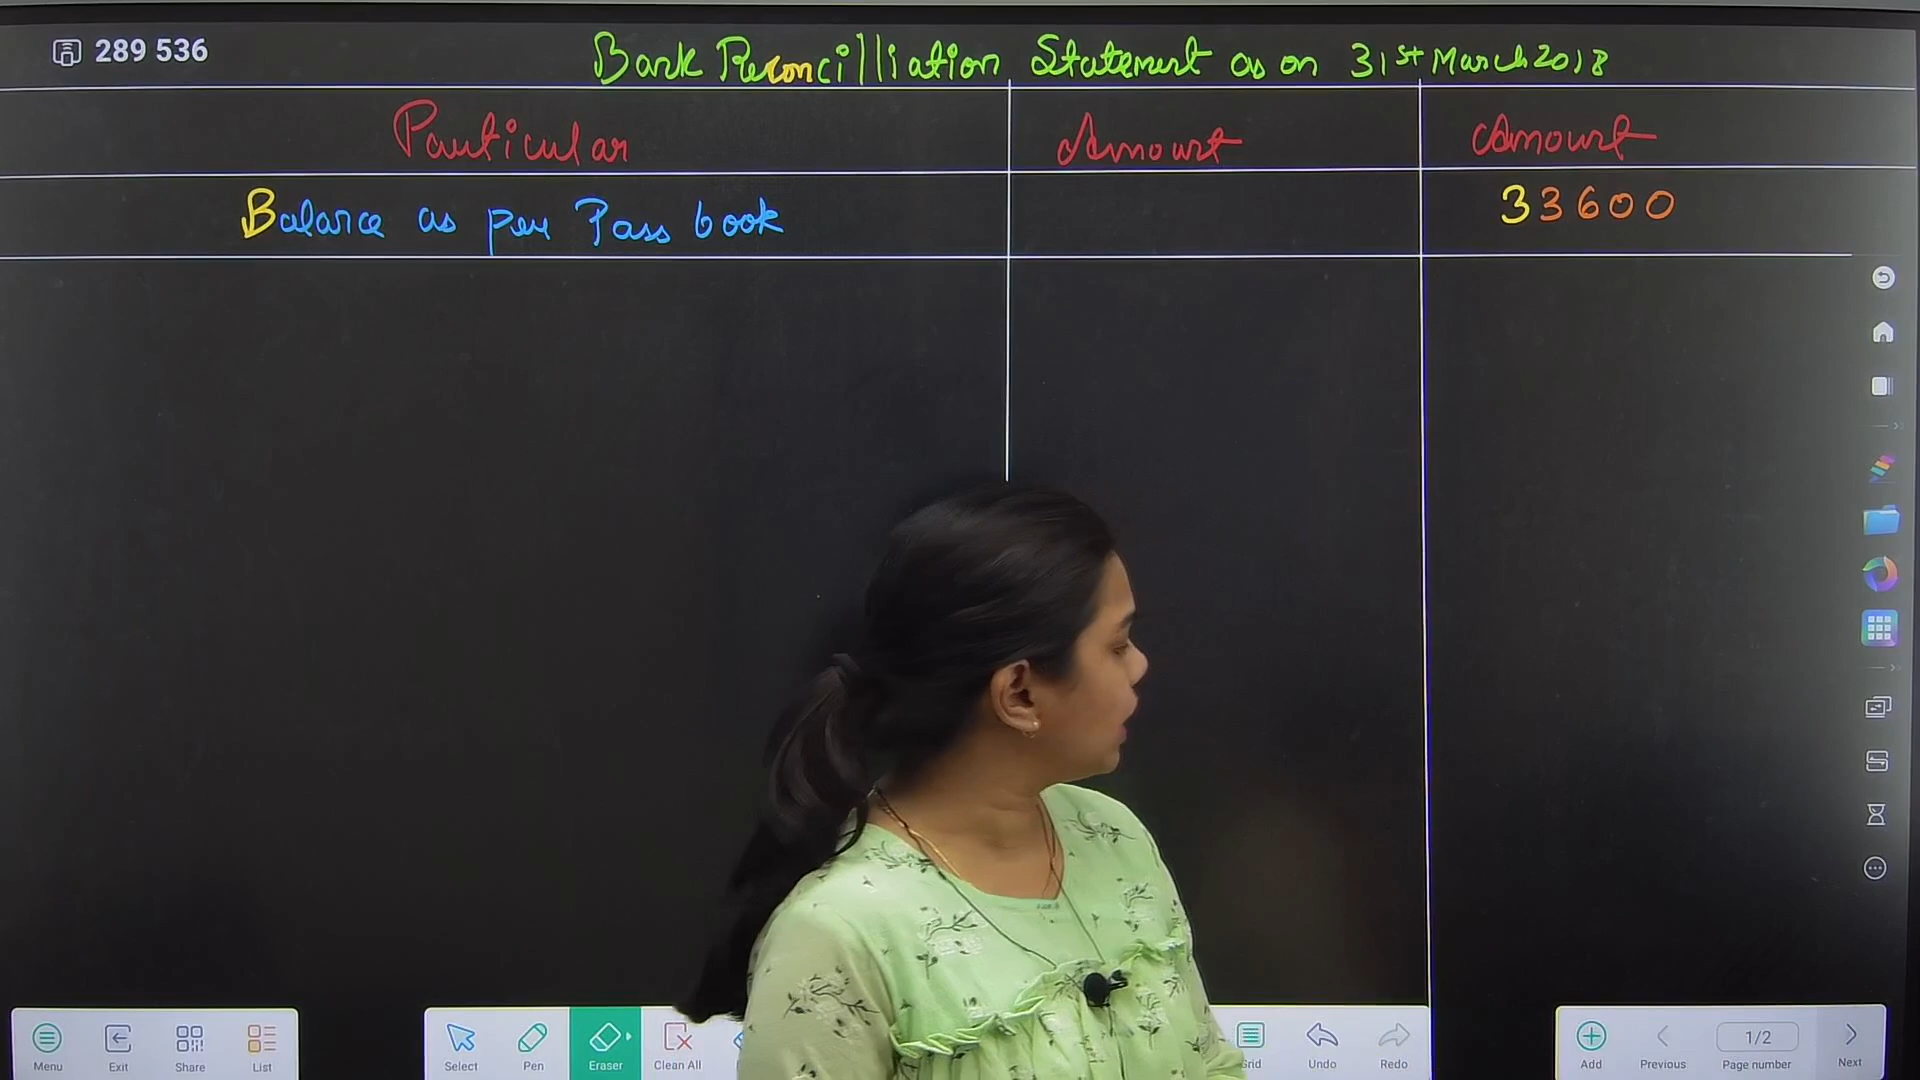 289 536
Bank Reconcilliation Statement as on 31st March 2018
Particular Amount Amount
Balance as per Pass book 33600
Menu Exit Share List Select Pen Eraser Clean All Undo Redo Add Previous 1/2 Page number Next